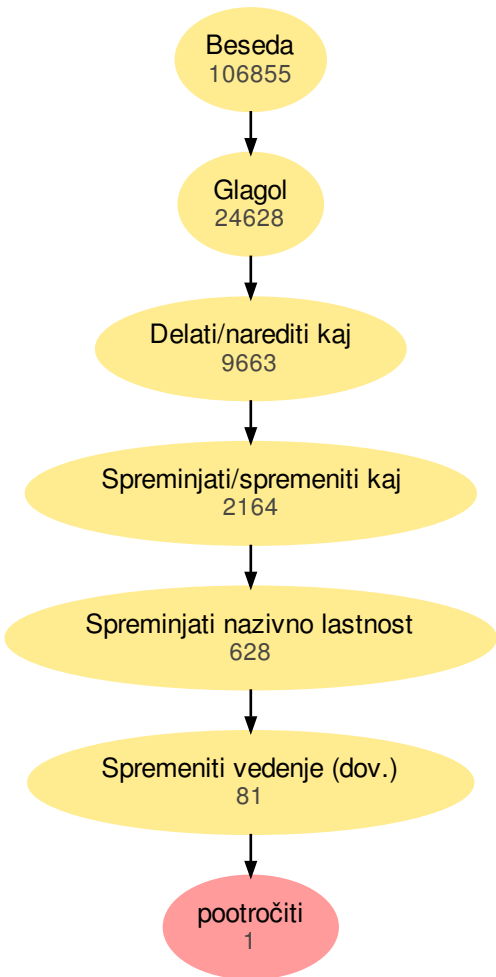 Beseda
106855
Glagol
24628
Delati/narediti kaj
9663
Spreminjati/spremeniti kaj
2164
Spreminjati nazivno lastnost
628
Spremeniti vedenje (dov.)
81
pootročiti
1